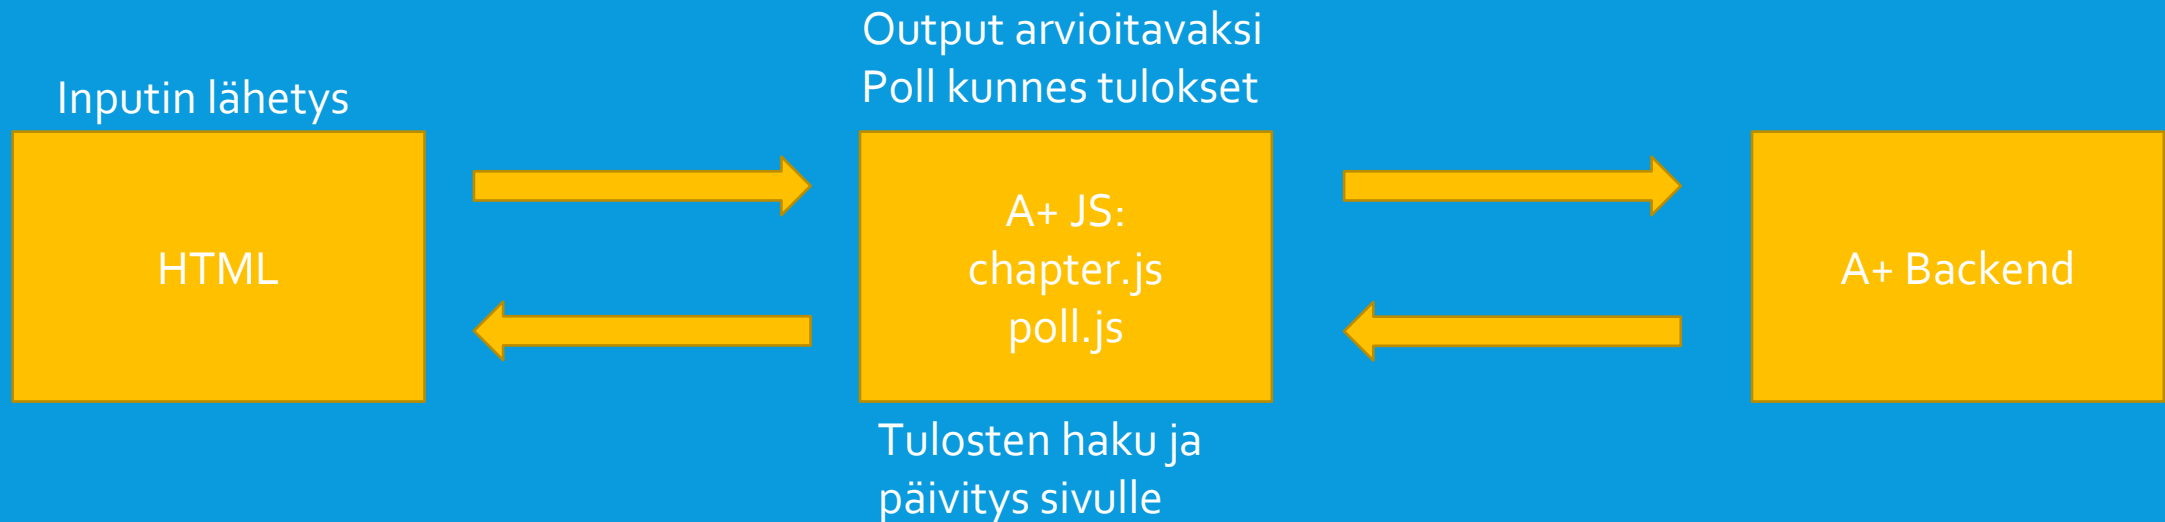 Output arvioitavaksi
Poll kunnes tulokset
Inputin lähetys
HTML
A+ JS:
chapter.js
poll.js
A+ Backend
Tulosten haku ja
päivitys sivulle